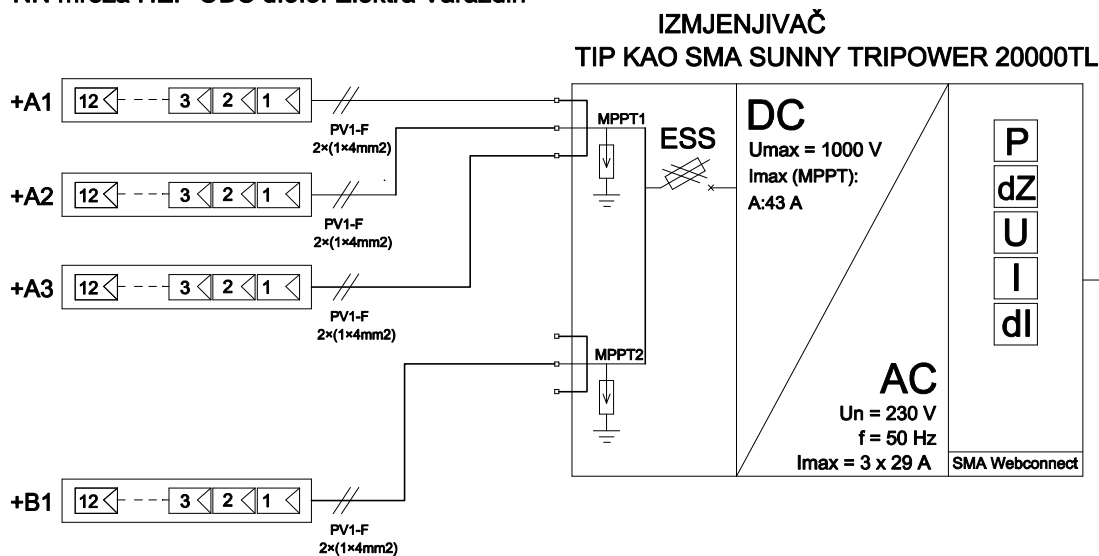 IZMJENJIVAČ
TIP KAO SMA SUNNY TRIPOWER 20000TL
+A1 12 3 2 1
PV1-F
2×(1×4mm2)
+A2 12 3 2 1
PV1-F
2×(1×4mm2)
+A3 12 3 2 1
PV1-F
2×(1×4mm2)
+B1 12 3 2 1
PV1-F
2×(1×4mm2)
MPPT1
MPPT2
ESS
DC
Umax = 1000 V
Imax (MPPT):
A:43 A
AC
Un = 230 V
f = 50 Hz
Imax = 3 x 29 A
P
dZ
U
I
dI
SMA Webconnect